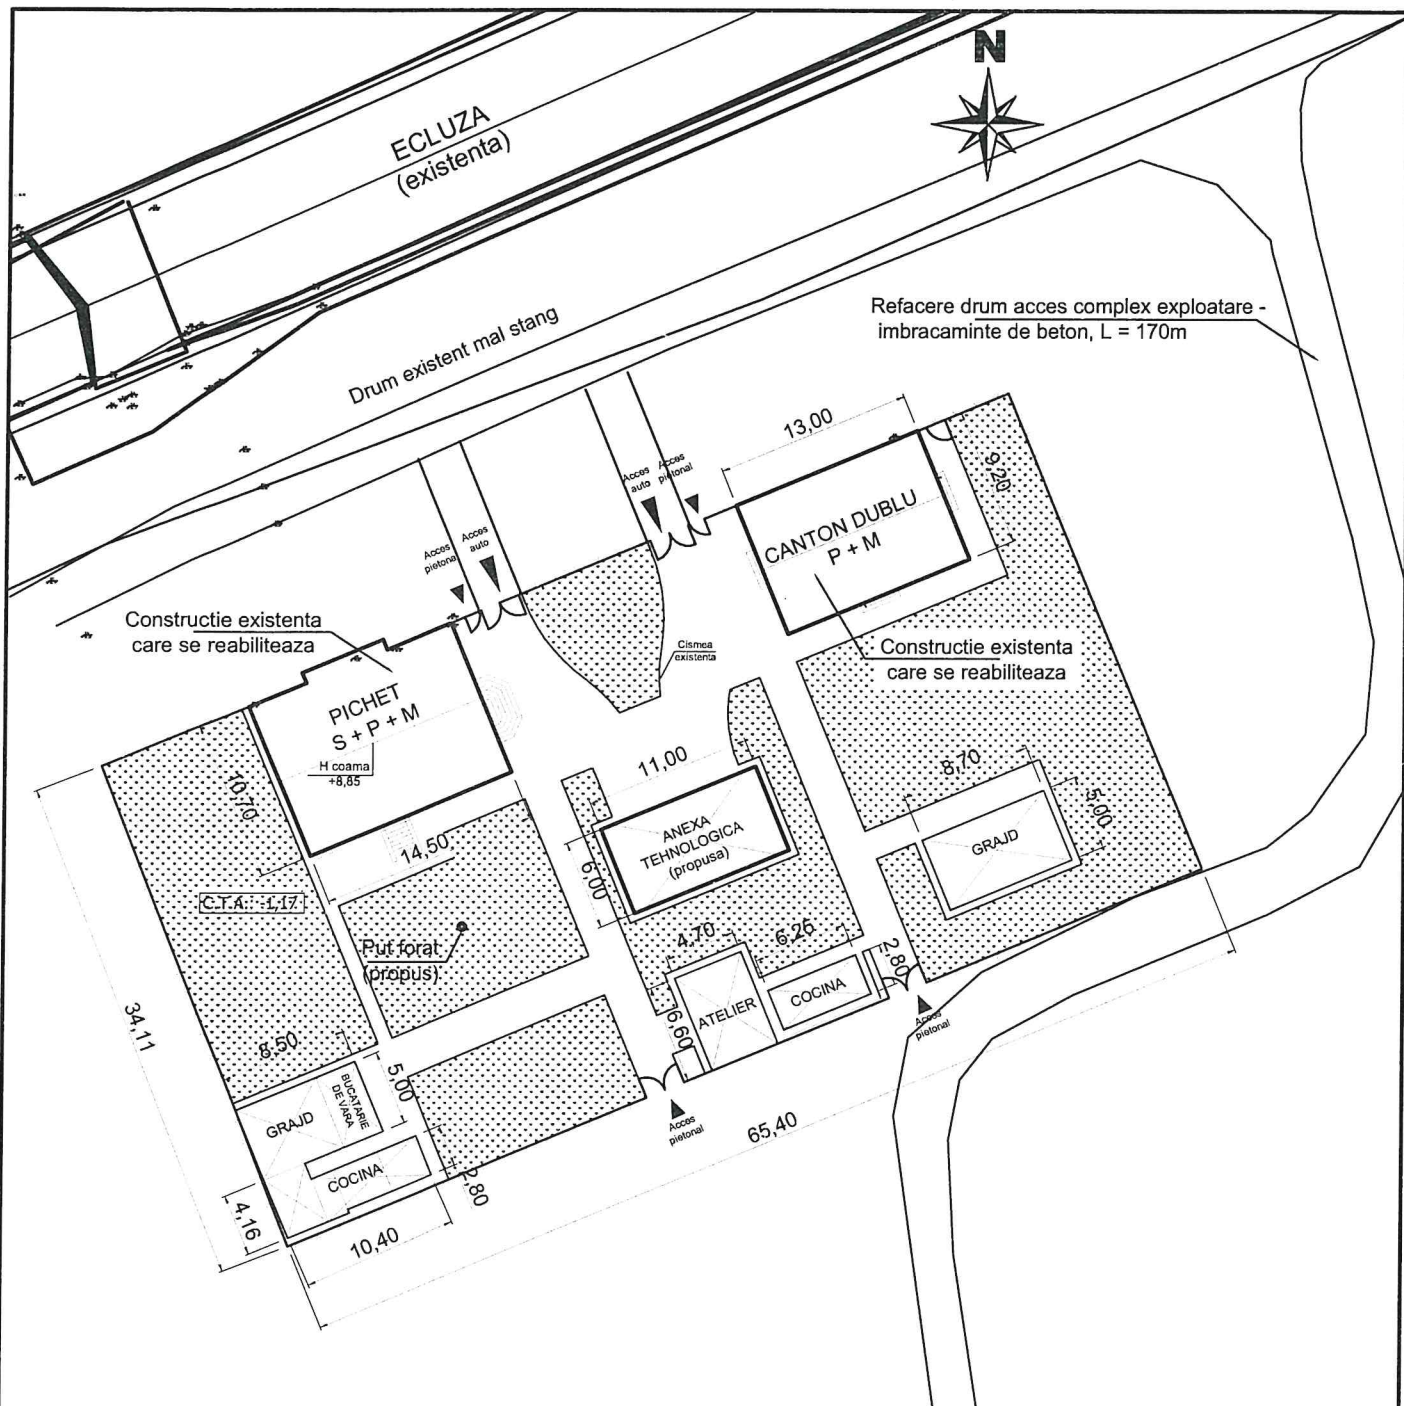 N
ECLUZA
(existenta)
Drum existent mal stang
Refacere drum acces complex exploatare -
imbracaminte de beton, L = 170m
13,00
9,20
Acces
auto
Acces
pietonal
CANTON DUBLU
P + M
Acces
pietonal
Acces
auto
Constructie existenta
care se reabiliteaza
Cismea
existenta
Constructie existenta
care se reabiliteaza
PICHET
S + P + M
H coama
+8,85
10,70
14,50
11,00
ANEXA
TEHNOLOGICA
(propusa)
6,00
8,70
5,00
GRAJD
C.T.A. -1,17
Put forat
(propus)
4,70
6,25
2,80
ATELIER
COCINA
6,60
Acces
pietonal
34,11
8,50
5,00
BUCATARIE
DE VARA
GRAJD
COCINA
2,80
Acces
pietonal
65,40
4,16
10,40